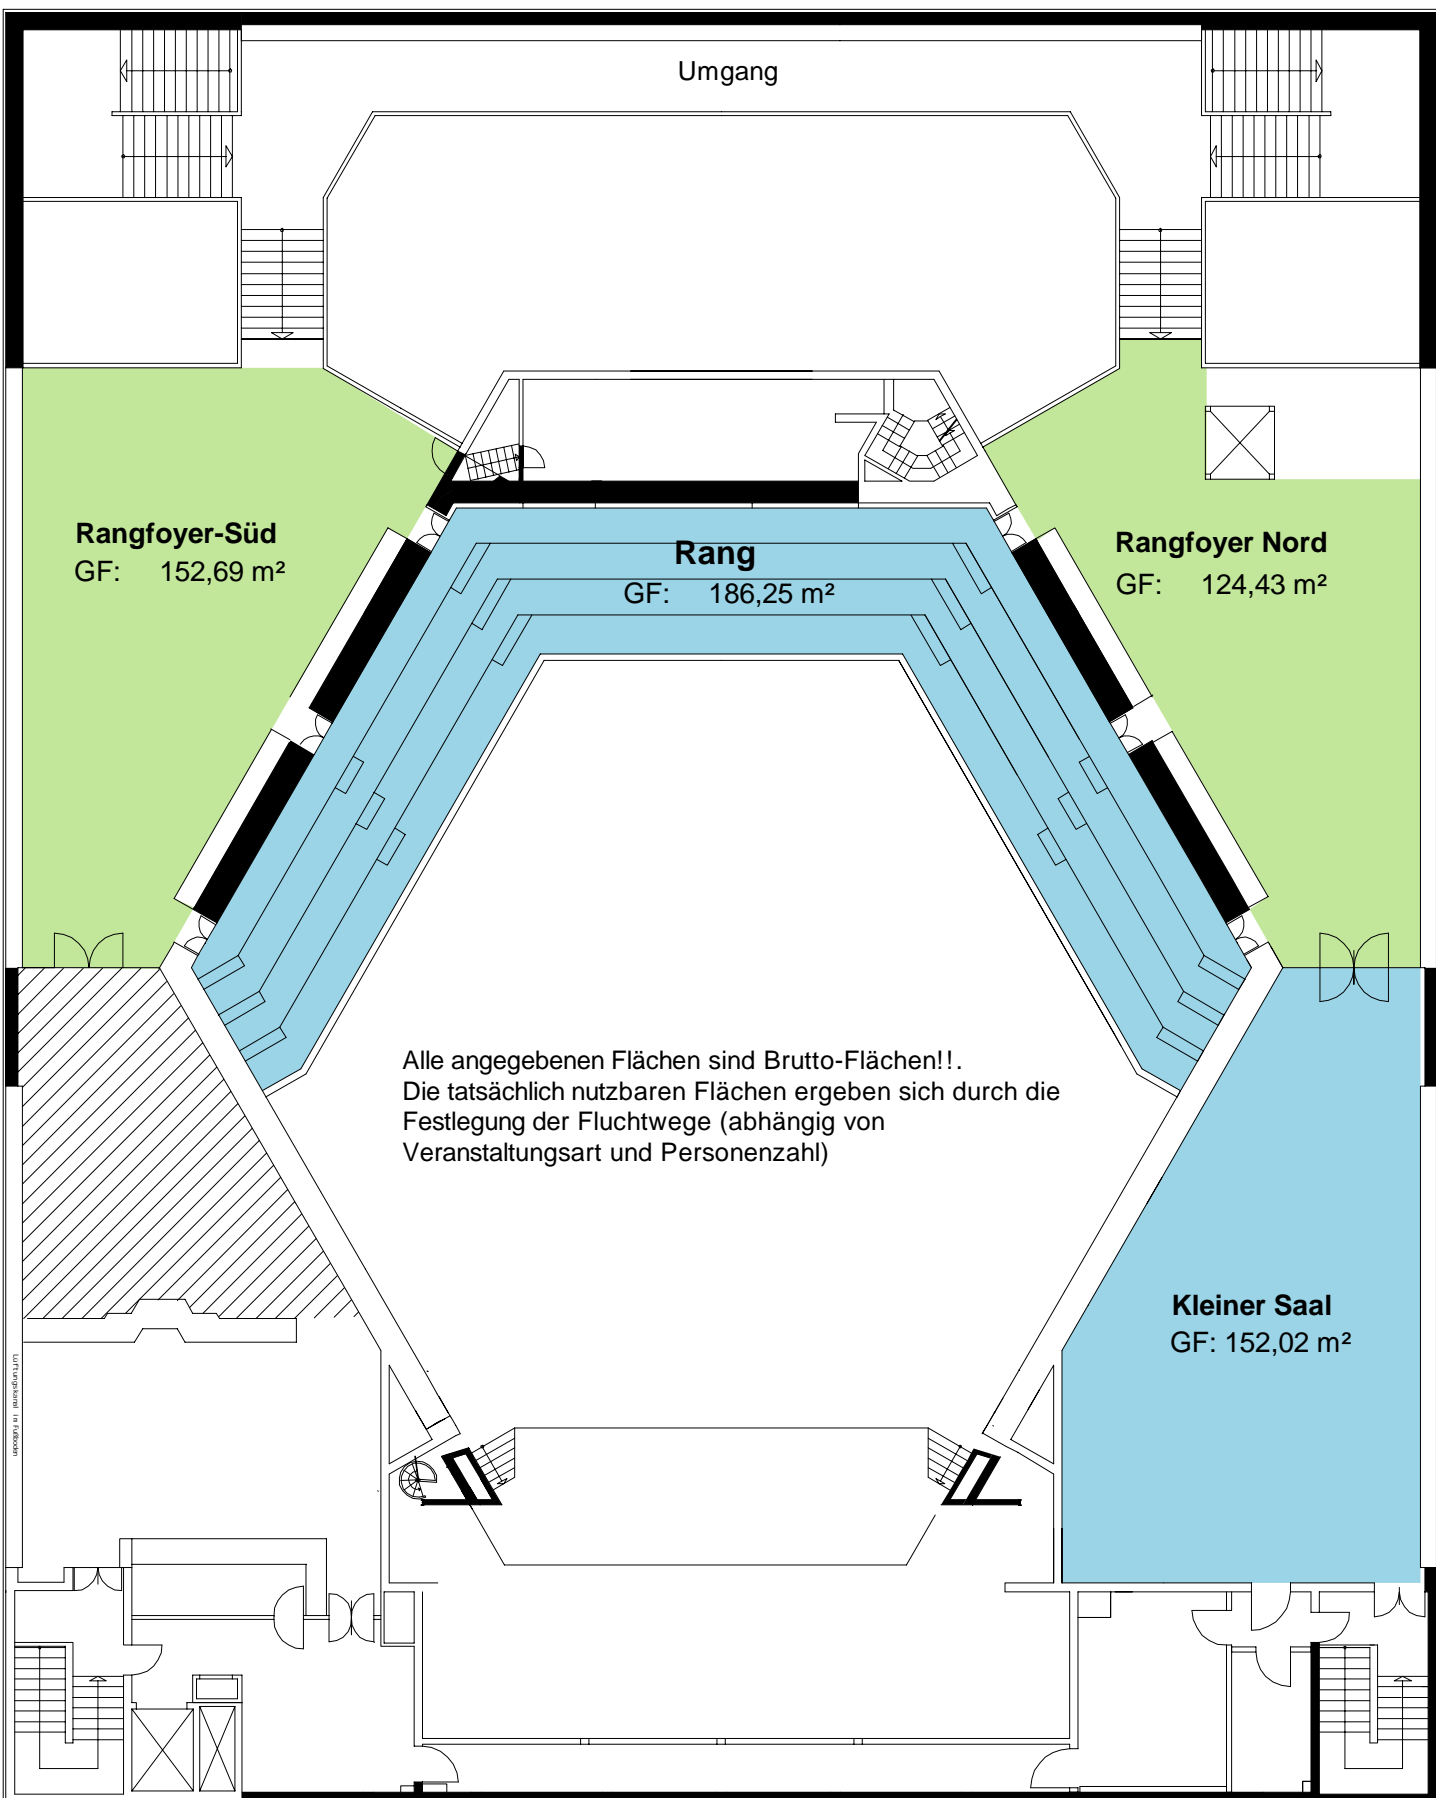 Umgang
Rangfoyer-Süd
GF: 152,69 m²
Rang
GF: 186,25 m²
Rangfoyer Nord
GF: 124,43 m²
Alle angegebenen Flächen sind Brutto-Flächen!!.
Die tatsächlich nutzbaren Flächen ergeben sich durch die
Festlegung der Fluchtwege (abhängig von
Veranstaltungsart und Personenzahl)
Kleiner Saal
GF: 152,02 m²